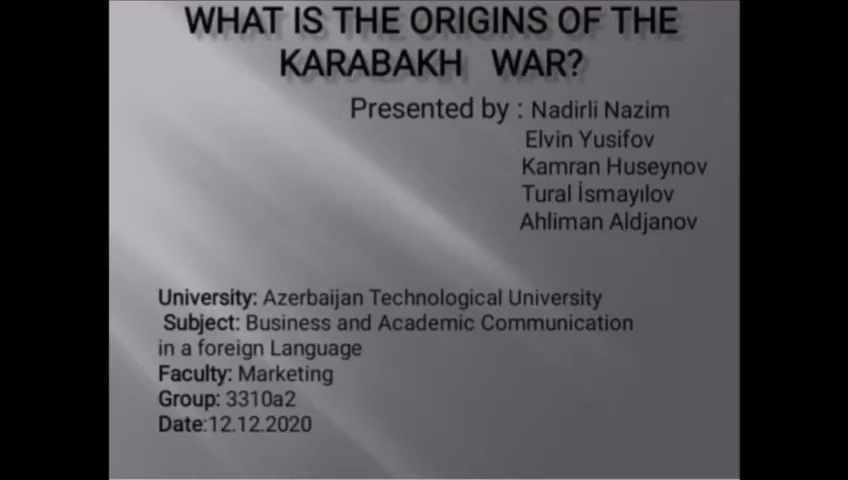 WHAT IS THE ORIGINS OF THE
KARABAKH WAR?
Presented by : Nadirli Nazim
Elvin Yusifov
Kamran Huseynov
Tural İsmayılov
Ahliman Aldjanov
University: Azerbaijan Technological University
Subject: Business and Academic Communication
in a foreign Language
Faculty: Marketing
Group: 3310a2
Date:12.12.2020